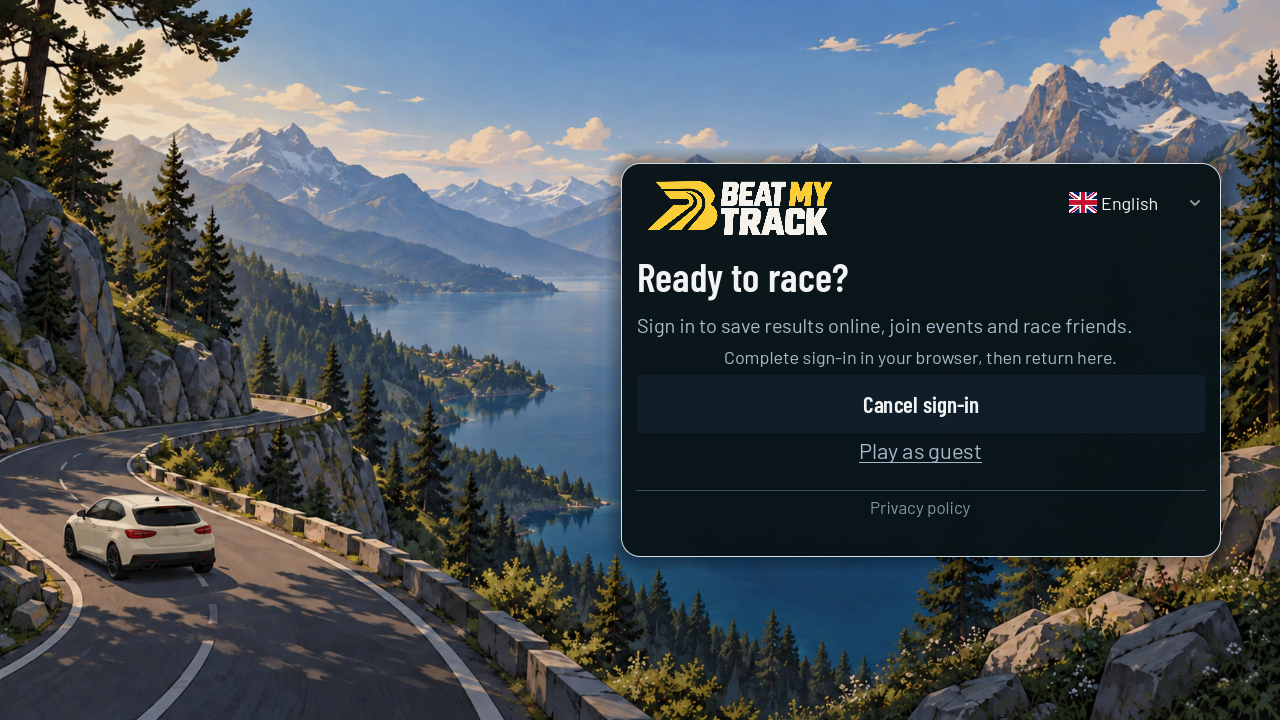 BEAT MY
TRACK
English
Ready to race?
Sign in to save results online, join events and race friends.
Complete sign-in in your browser, then return here.
Cancel sign-in
Play as guest
Privacy policy